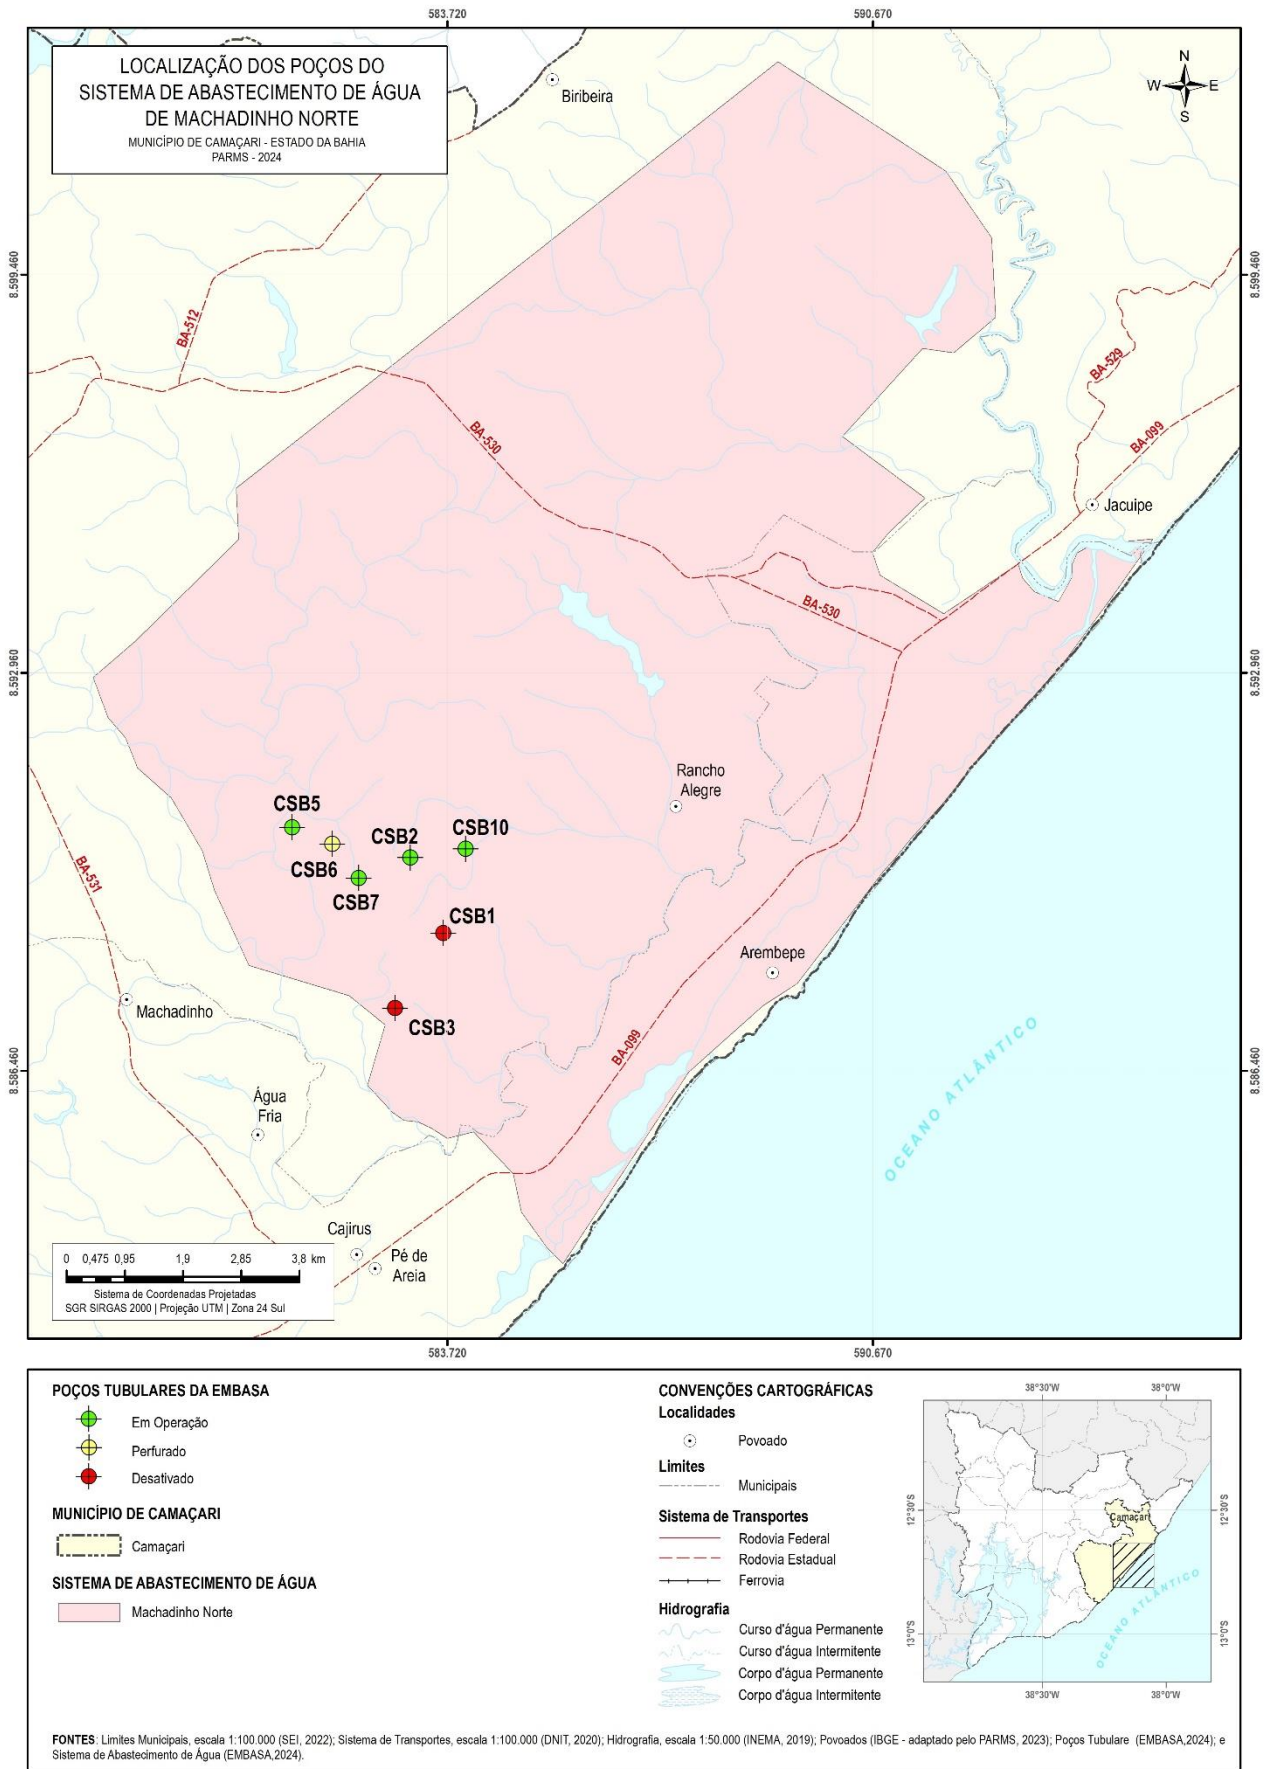 583.720
590.670
LOCALIZAÇÃO DOS POÇOS DO
SISTEMA DE ABASTECIMENTO DE ÁGUA
DE MACHADINHO NORTE
MUNICÍPIO DE CAMAÇARI - ESTADO DA BAHIA
PARMS - 2024
N
W
E
S
Biribeira
8.599.460
8.599.460
BA-512
BA-529
BA-099
BA-530
Jacuipe
BA-530
8.592.960
8.592.960
Rancho
Alegre
CSB5
CSB2
CSB10
CSB6
CSB7
BA-531
CSB1
Arembepe
Machadinho
CSB3
BA-099
OCEANO ATLÂNTICO
8.586.460
8.586.460
Água
Fria
Cajirus
Pé de
Areia
0 0,475 0,95 1,9 2,85 3,8 km
Sistema de Coordenadas Projetadas
SGR SIRGAS 2000 | Projeção UTM | Zona 24 Sul
583.720
590.670
POÇOS TUBULARES DA EMBASA
Em Operação
Perfurado
Desativado
MUNICÍPIO DE CAMAÇARI
Camaçari
SISTEMA DE ABASTECIMENTO DE ÁGUA
Machadinho Norte
CONVENÇÕES CARTOGRÁFICAS
Localidades
Povoado
Limites
Municipais
Sistema de Transportes
Rodovia Federal
Rodovia Estadual
Ferrovia
Hidrografia
Curso d'água Permanente
Curso d'água Intermitente
Corpo d'água Permanente
Corpo d'água Intermitente
38°30'W
38°0'W
12°30'S
12°30'S
Camaçari
OCEANO ATLÂNTICO
13°0'S
13°0'S
38°30'W
38°0'W
FONTES: Limites Municipais, escala 1:100.000 (SEI, 2022); Sistema de Transportes, escala 1:100.000 (DNIT, 2020); Hidrografia, escala 1:50.000 (INEMA, 2019); Povoados (IBGE - adaptado pelo PARMS, 2023); Poços Tubulare (EMBASA,2024); e
Sistema de Abastecimento de Água (EMBASA,2024).